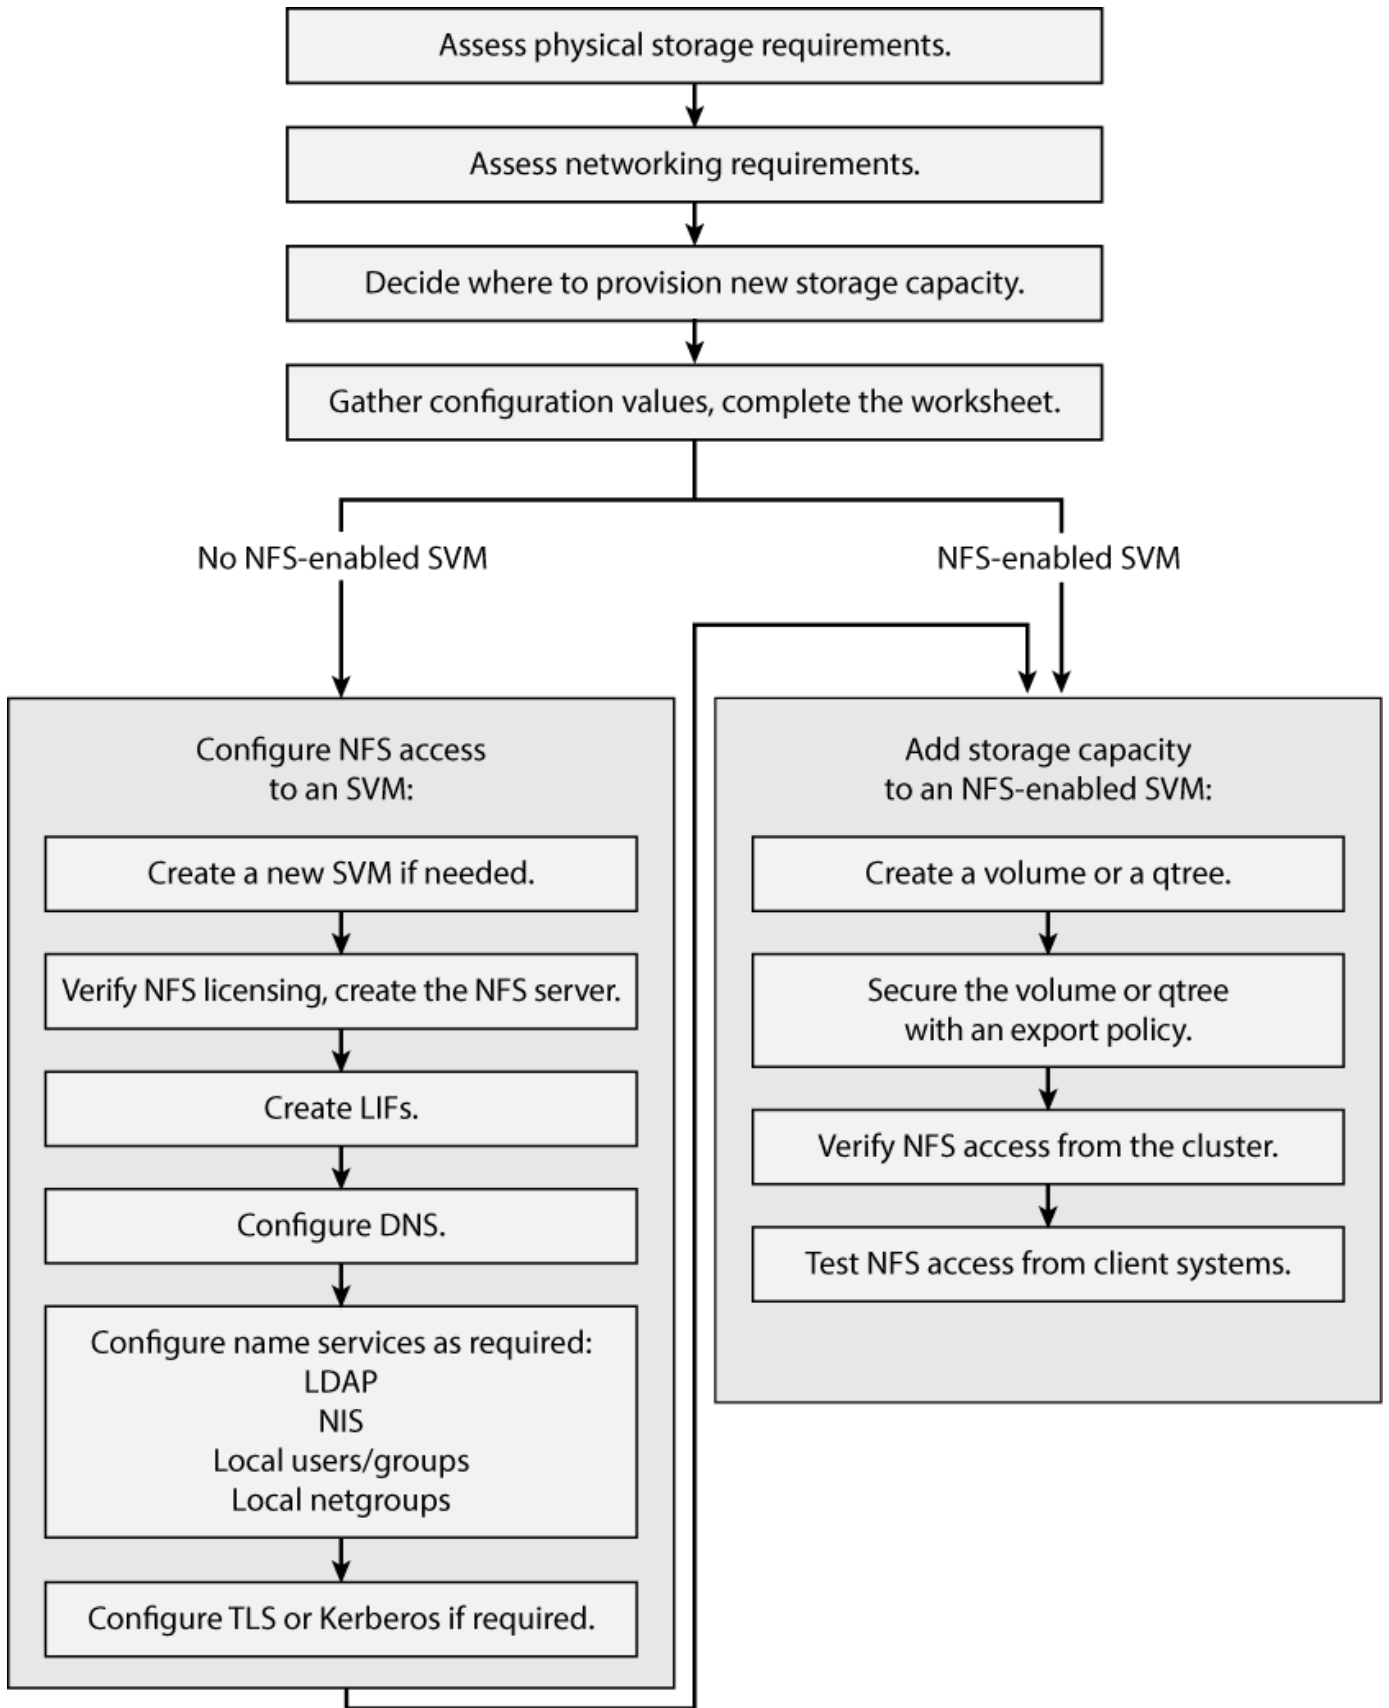 Assess physical storage requirements.
Assess networking requirements.
Decide where to provision new storage capacity.
Gather configuration values, complete the worksheet.
No NFS-enabled SVM
NFS-enabled SVM
Configure NFS access
to an SVM:
Create a new SVM if needed.
Verify NFS licensing, create the NFS server.
Create LIFs.
Configure DNS.
Configure name services as required:
LDAP
NIS
Local users/groups
Local netgroups
Configure TLS or Kerberos if required.
Add storage capacity
to an NFS-enabled SVM:
Create a volume or a qtree.
Secure the volume or qtree
with an export policy.
Verify NFS access from the cluster.
Test NFS access from client systems.